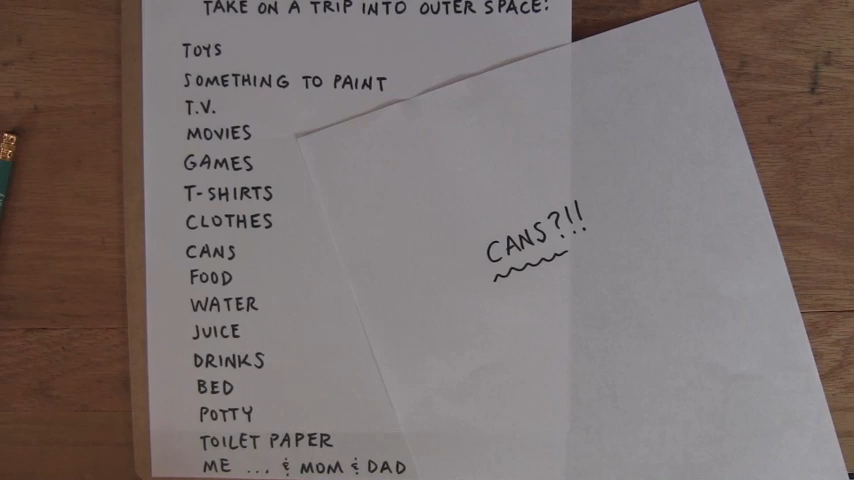 TAKE ON A TRIP INTO OUTER SPACE:
TOYS
SOMETHING TO PAINT
T.V.
MOVIES
GAMES
T-SHIRTS
CLOTHES
CANS
FOOD
WATER
JUICE
DRINKS
BED
POTTY
TOILET PAPER
ME ... & MOM & DAD
CANS?!!